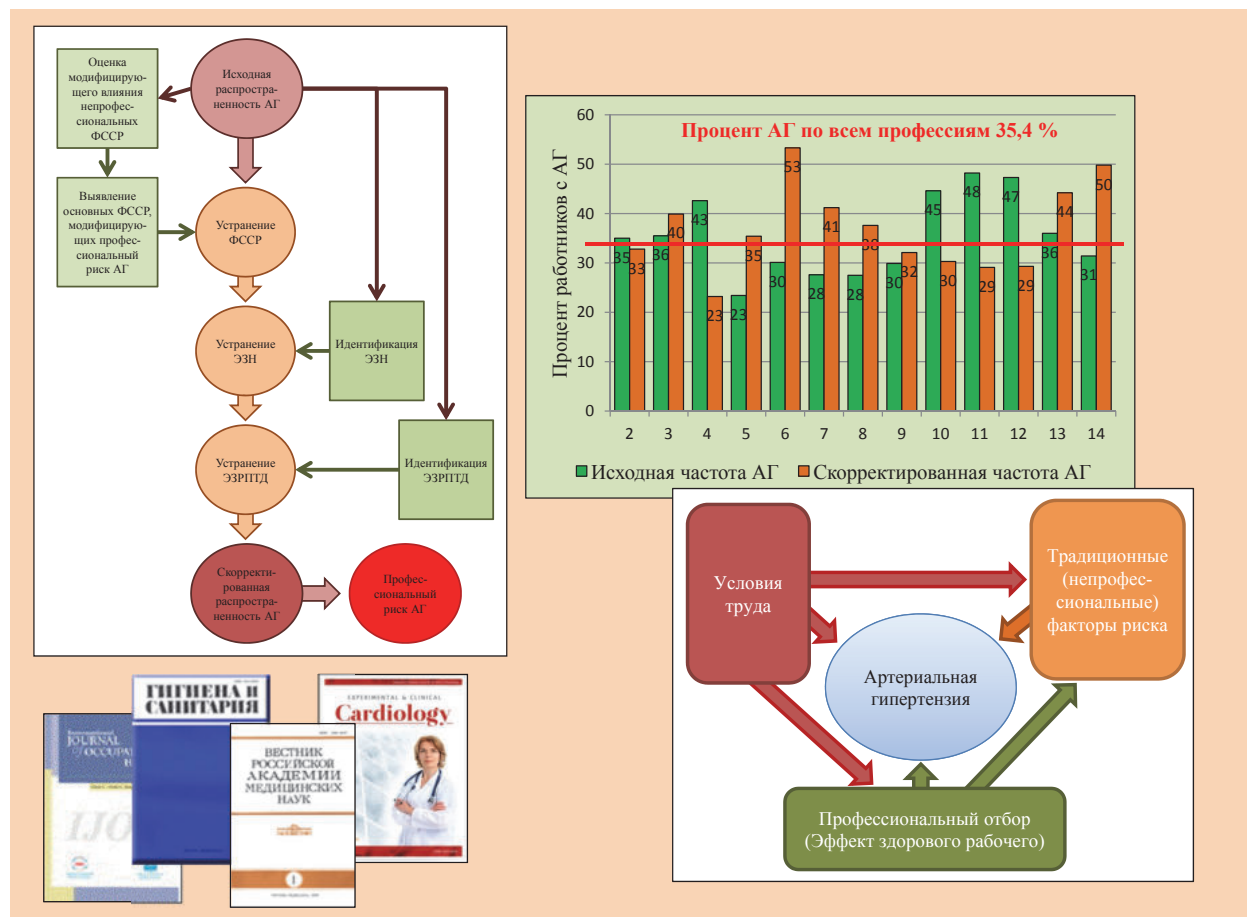 Оценка
модифицирую-
щего влияния
непрофес-
сиональных
ФССР
Исходная
распростра-
ненность АГ
Выявление
основных ФССР,
модифицирую-
щих профес-
сиональный
риск АГ
Устранение
ФССР
Устранение
ЭЗН
Идентификация
ЭЗН
Устранение
ЭЗРПТД
Идентификация
ЭЗРПТД
Скорректи-
рованная
распростра-
ненность АГ
Профес-
сиональный
риск АГ
Процент АГ по всем профессиям 35,4 %
Процент работников с АГ
60
50
40
30
20
10
0
35 33 36 40 43 23 23 35 30 53 28 41 28 38 30 32 45 30 48 29 47 29 36 44 31 50
2 3 4 5 6 7 8 9 10 11 12 13 14
Исходная частота АГ Скорректированная частота АГ
Условия
труда
Традиционные
(непрофес-
сиональные)
факторы риска
Артериальная
гипертензия
Профессиональный отбор
(Эффект здорового рабочего)
JOURNAL
ГИГИЕНА и
САНИТАРИЯ
ВЕСТНИК
РОССИЙСКОЙ
АКАДЕМИИ
МЕДИЦИНСКИХ
НАУК
1
EXPERIMENTAL & CLINICAL
Cardiology